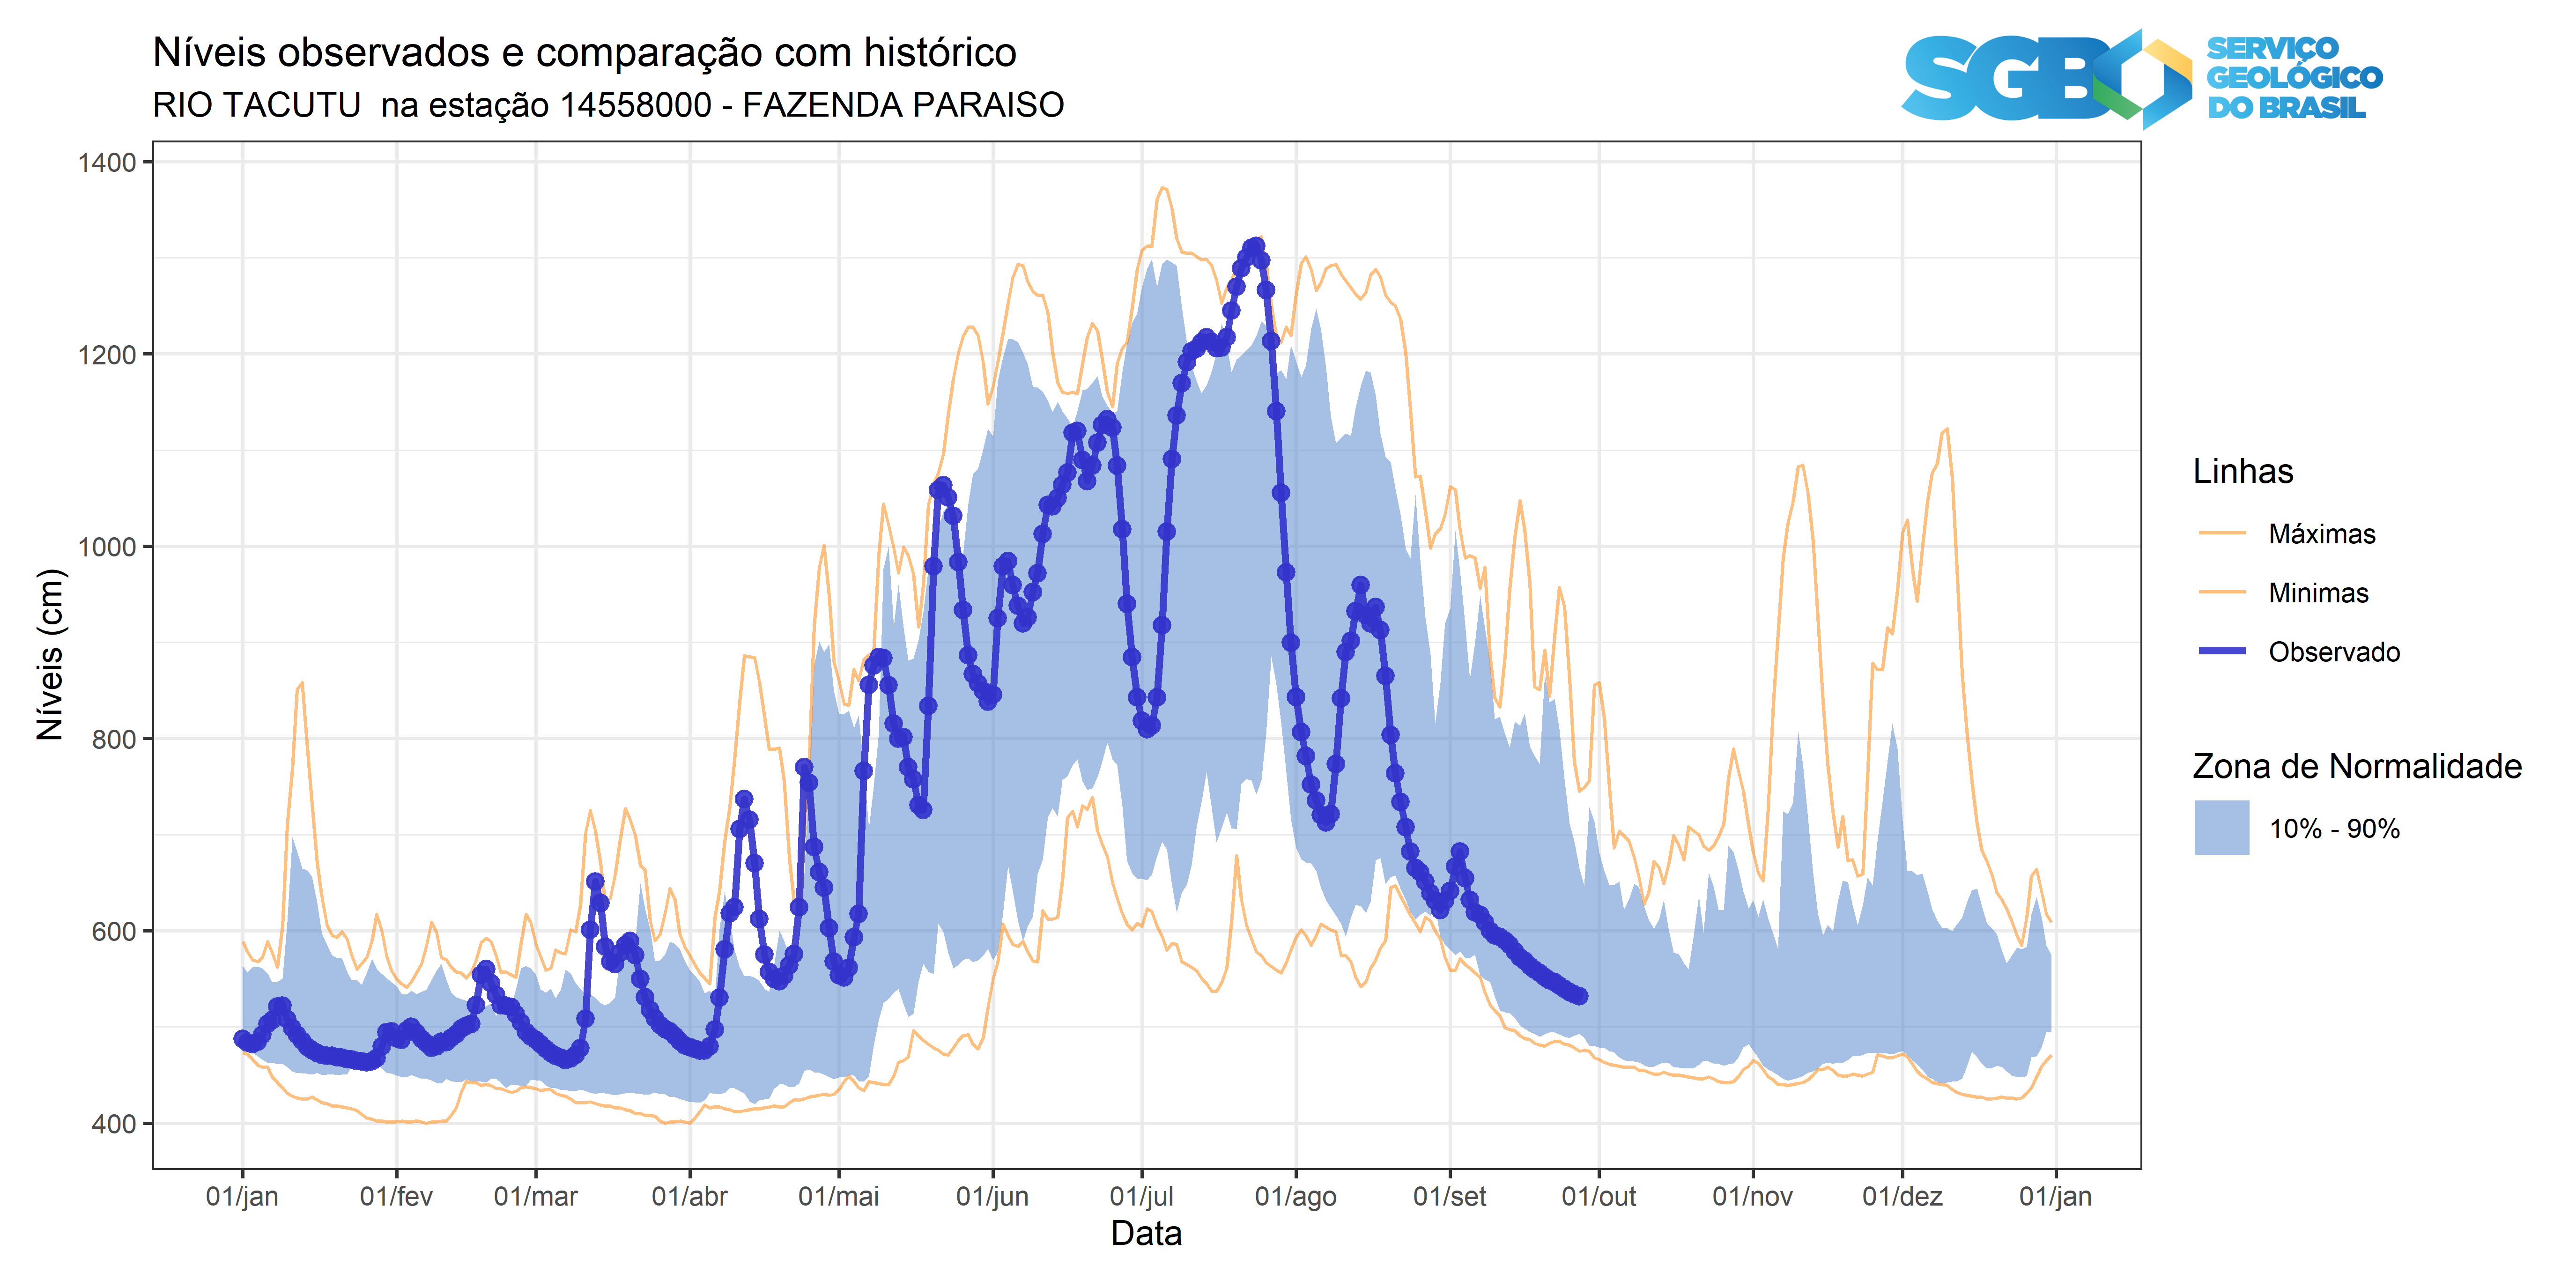 Níveis observados e comparação com histórico
RIO TACUTU  na estação 14558000 - FAZENDA PARAISO
SGB
SERVIÇO
GEOLÓGICO
DO BRASIL
1400
1200
1000
800
600
400
Níveis (cm)
01/jan
01/fev
01/mar
01/abr
01/mai
01/jun
01/jul
01/ago
01/set
01/out
01/nov
01/dez
01/jan
Data
Linhas
Máximas
Minimas
Observado
Zona de Normalidade
10% - 90%